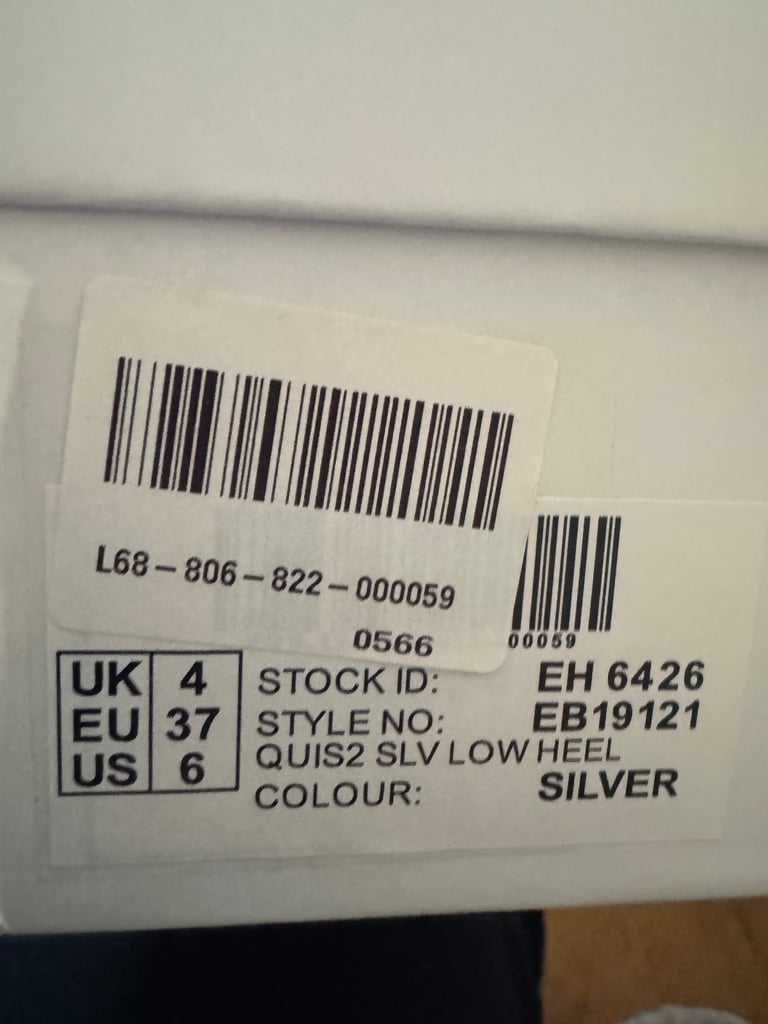 L68-806-822-000059
0566
00059
UK 4
EU 37
US 6
STOCK ID: EH 6426
STYLE NO: EB19121
QUIS2 SLV LOW HEEL
COLOUR: SILVER